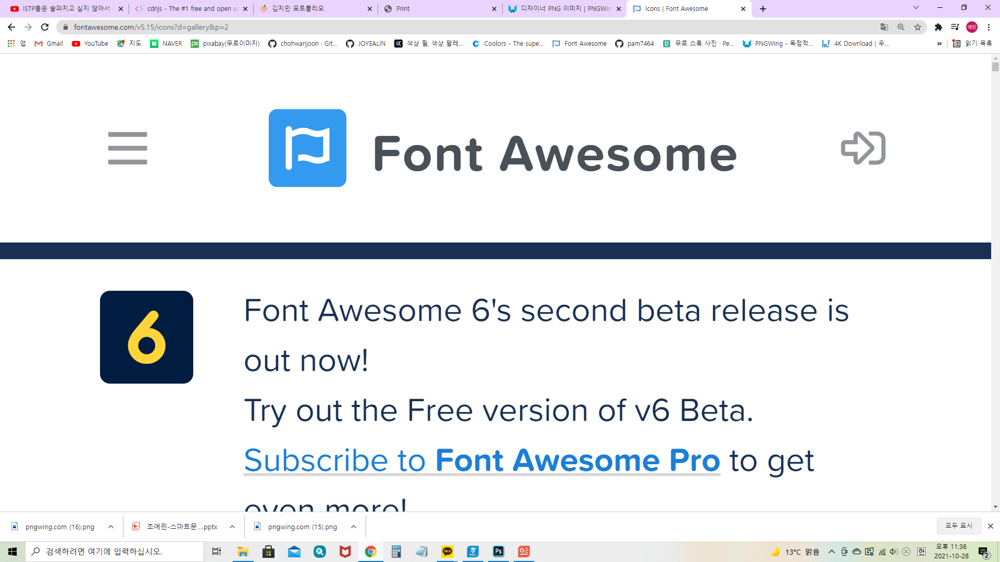 ISTP들은 슬퍼지고 싶지 않아서
cdnjs - The #1 free and open so
김지민 포트폴리오
Print
디자이너 PNG 이미지 | PNGWin
Icons | Font Awesome
fontawesome.com/v5.15/icons?d=gallery&p=2
예린
앱
Gmail
YouTube
지도
NAVER
pixabay(무료이미지)
chohwanjoon · Git...
JOYEALIN
색상 휠, 색상 팔레...
Coolors - The supe...
Font Awesome
pam7464
무료 스톡 사진 · Pe...
PNGWing - 독점적...
4K Download | 우...
»
읽기 목록
Font Awesome
6
Font Awesome 6's second beta release is
out now!
Try out the Free version of v6 Beta.
Subscribe to Font Awesome Pro to get
even more!
pngwing.com (16).png
조예린-스마트문....pptx
pngwing.com (15).png
모두 표시
검색하려면 여기에 입력하십시오.
TALK
Ps
13°C 맑음
한
오후 11:36
2021-10-28
2